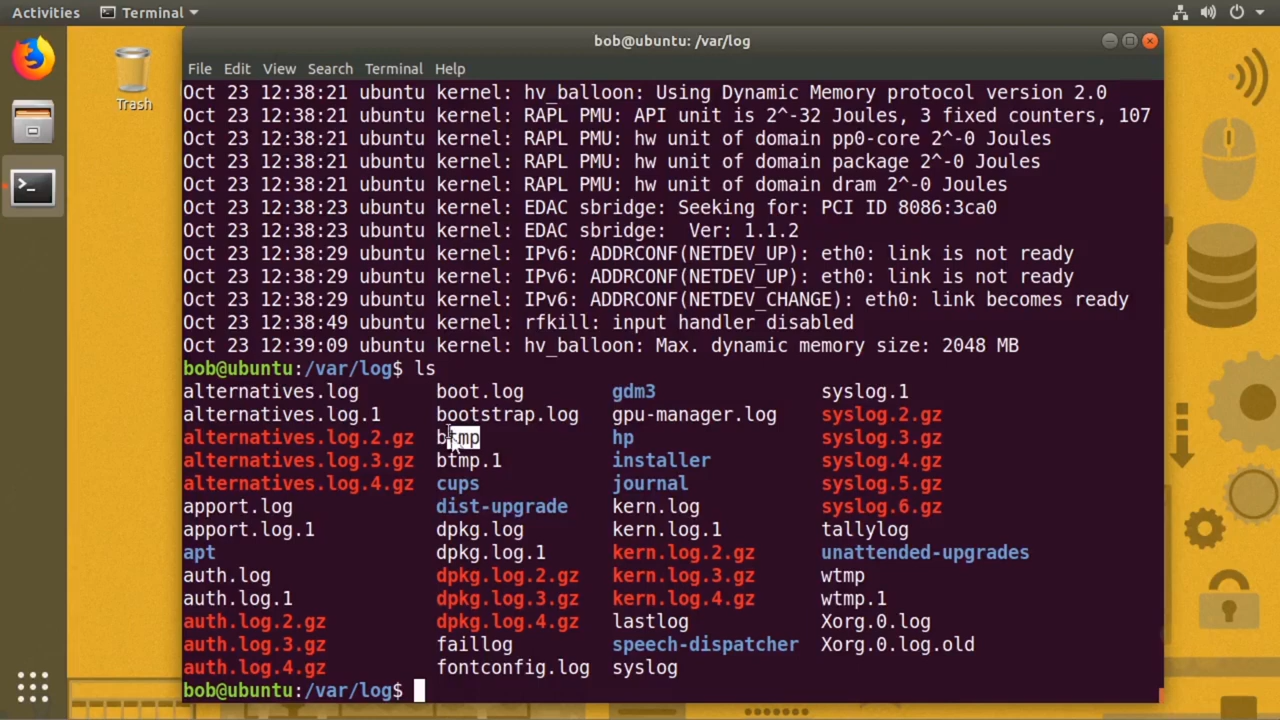 Activities Terminal
bob@ubuntu: /var/log
Trash
File Edit View Search Terminal Help
Oct 23 12:38:21 ubuntu kernel: hv_balloon: Using Dynamic Memory protocol version 2.0
Oct 23 12:38:21 ubuntu kernel: RAPL PMU: API unit is 2^-32 Joules, 3 fixed counters, 107
Oct 23 12:38:21 ubuntu kernel: RAPL PMU: hw unit of domain pp0-core 2^-0 Joules
Oct 23 12:38:21 ubuntu kernel: RAPL PMU: hw unit of domain package 2^-0 Joules
Oct 23 12:38:21 ubuntu kernel: RAPL PMU: hw unit of domain dram 2^-0 Joules
Oct 23 12:38:23 ubuntu kernel: EDAC sbridge: Seeking for: PCI ID 8086:3ca0
Oct 23 12:38:23 ubuntu kernel: EDAC sbridge:  Ver: 1.1.2
Oct 23 12:38:29 ubuntu kernel: IPv6: ADDRCONF(NETDEV_UP): eth0: link is not ready
Oct 23 12:38:29 ubuntu kernel: IPv6: ADDRCONF(NETDEV_UP): eth0: link is not ready
Oct 23 12:38:29 ubuntu kernel: IPv6: ADDRCONF(NETDEV_CHANGE): eth0: link becomes ready
Oct 23 12:38:49 ubuntu kernel: rfkill: input handler disabled
Oct 23 12:39:09 ubuntu kernel: hv_balloon: Max. dynamic memory size: 2048 MB
bob@ubuntu:/var/log$ ls
alternatives.log boot.log gdm3 syslog.1
alternatives.log.1 bootstrap.log gpu-manager.log syslog.2.gz
alternatives.log.2.gz btmp hp syslog.3.gz
alternatives.log.3.gz btmp.1 installer syslog.4.gz
alternatives.log.4.gz cups journal syslog.5.gz
apport.log dist-upgrade kern.log syslog.6.gz
apport.log.1 dpkg.log kern.log.1 tallylog
apt dpkg.log.1 kern.log.2.gz unattended-upgrades
auth.log dpkg.log.2.gz kern.log.3.gz wtmp
auth.log.1 dpkg.log.3.gz kern.log.4.gz wtmp.1
auth.log.2.gz dpkg.log.4.gz lastlog Xorg.0.log
auth.log.3.gz faillog speech-dispatcher Xorg.0.log.old
auth.log.4.gz fontconfig.log syslog
bob@ubuntu:/var/log$